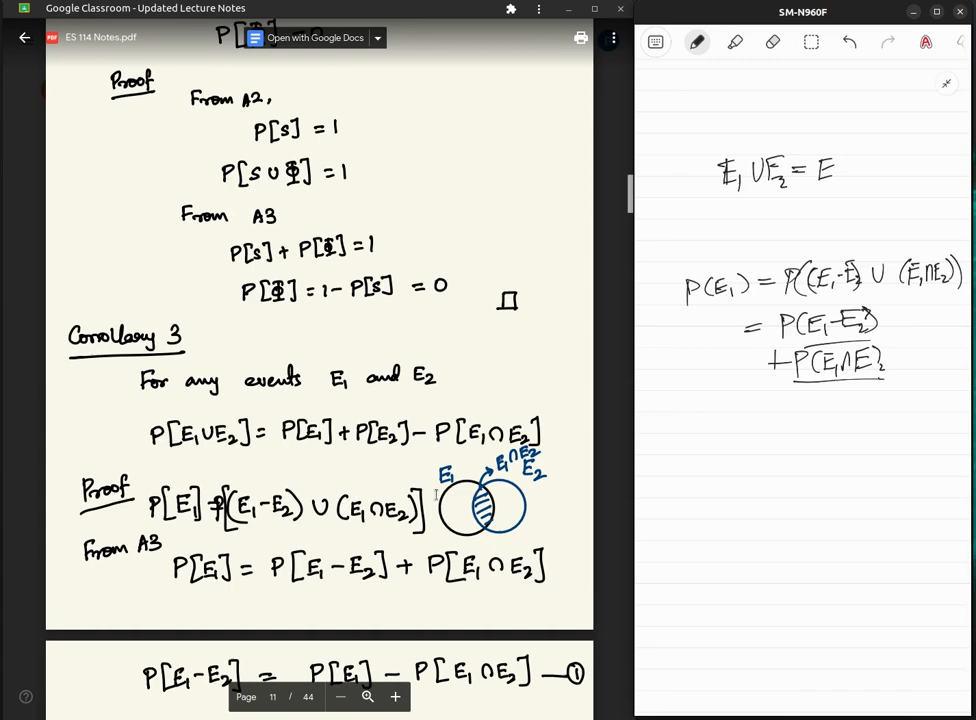 Google Classroom - Updated Lecture Notes
ES 114 Notes.pdf
Open with Google Docs
Proof
From A2,
P[S] = 1
P[S ∪ Φ] = 1
From A3
P[S] + P[Φ] = 1
P[Φ] = 1 - P[S] = 0
Corrollary 3
For any events E1 and E2
P[E1 ∪ E2] = P[E1] + P[E2] - P[E1 ∩ E2]
E1
E1 ∩ E2
E2
Proof P[E1] = P[(E1 - E2) ∪ (E1 ∩ E2)]
From A3
P[E1] = P[E1 - E2] + P[E1 ∩ E2]
P[E1 - E2] = P[E1] - P[E1 ∩ E2] —①
Page 11 / 44
SM-N960F
E1 ∪ E2 = E
P(E1) = P((E1 - E2) ∪ (E1 ∩ E2))
= P(E1 - E2)
+ P(E1 ∩ E2